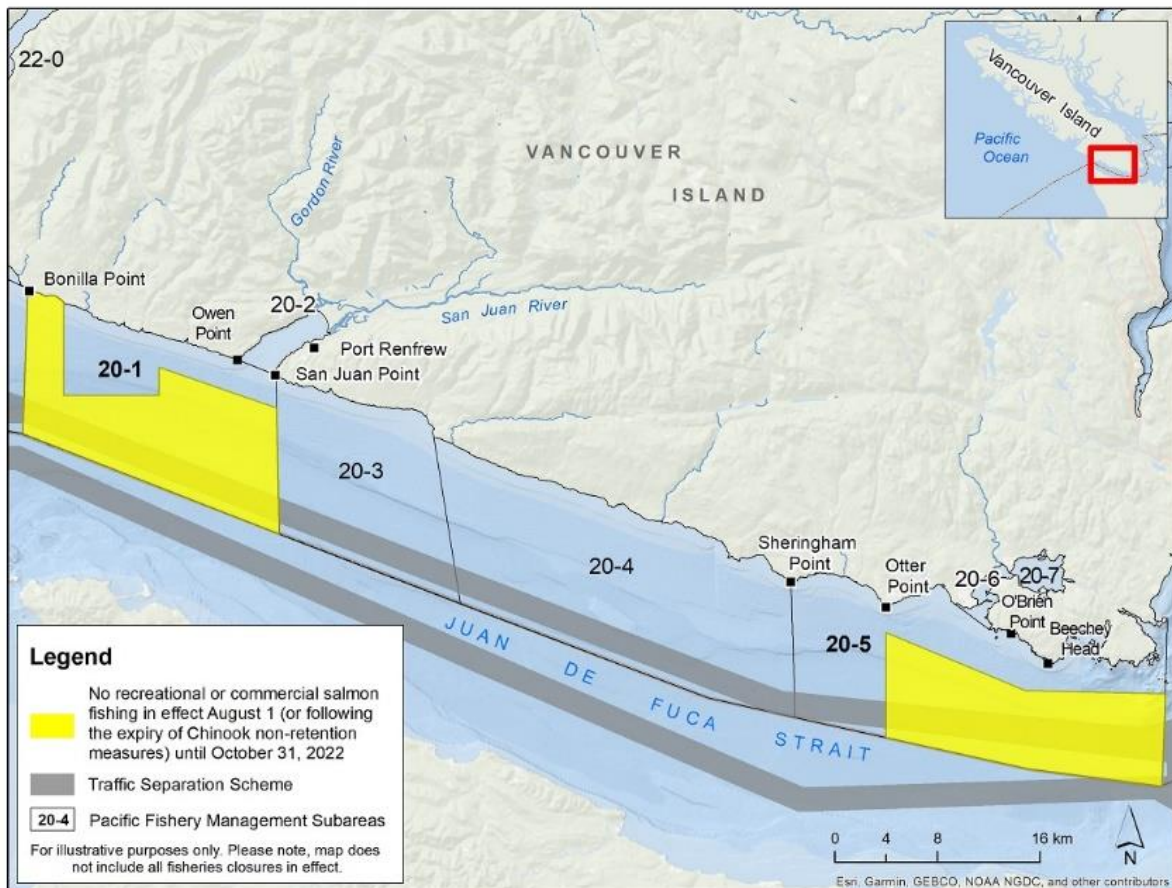 22-0
Vancouver Island
Pacific
Ocean
VANCOUVER
ISLAND
Gordon River
Bonilla Point
20-2
Owen
Point
San Juan River
Port Renfrew
20-1
San Juan Point
20-3
20-4
Sheringham
Point
Otter
Point
20-6
20-7
O'Brien
Point
Beechey
Head
20-5
JUAN DE FUCA STRAIT
Legend
No recreational or commercial salmon
fishing in effect August 1 (or following
the expiry of Chinook non-retention
measures) until October 31, 2022
Traffic Separation Scheme
20-4 Pacific Fishery Management Subareas
For illustrative purposes only. Please note, map does
not include all fisheries closures in effect.
0 4 8 16 km
N
Esri, Garmin, GEBCO, NOAA NGDC, and other contributors